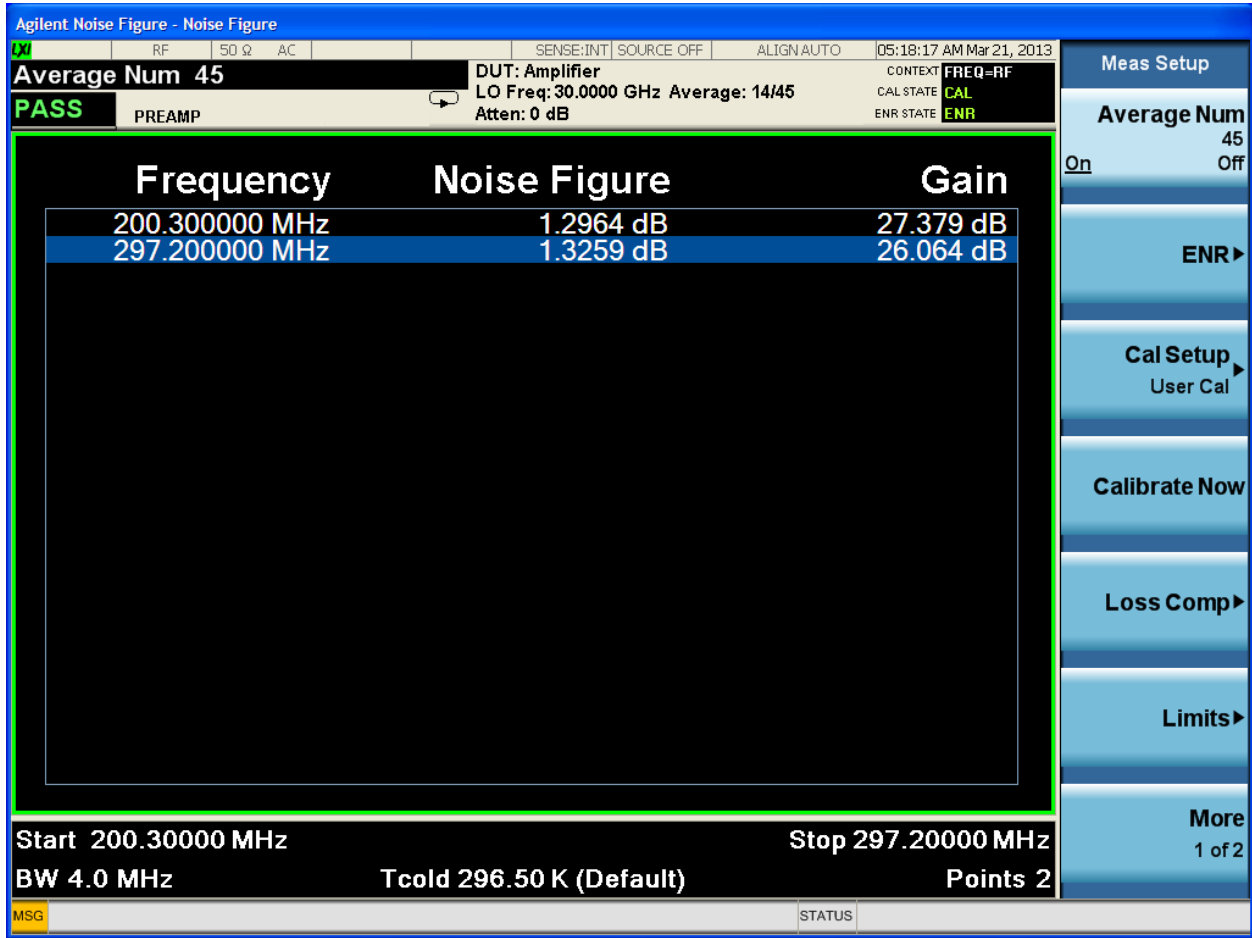 Agilent Noise Figure - Noise Figure
LXI RF 50 Ω AC SENSE:INT SOURCE OFF ALIGN AUTO 05:18:17 AM Mar 21, 2013
Average Num 45
PASS PREAMP
DUT: Amplifier
LO Freq: 30.0000 GHz Average: 14/45
Atten: 0 dB
CONTEXT FREQ=RF
CAL STATE CAL
ENR STATE ENR
Frequency Noise Figure Gain
200.300000 MHz 1.2964 dB 27.379 dB
297.200000 MHz 1.3259 dB 26.064 dB
Start 200.30000 MHz Stop 297.20000 MHz
BW 4.0 MHz Tcold 296.50 K (Default) Points 2
MSG STATUS
Meas Setup
Average Num
45
On Off
ENR
Cal Setup
User Cal
Calibrate Now
Loss Comp
Limits
More
1 of 2